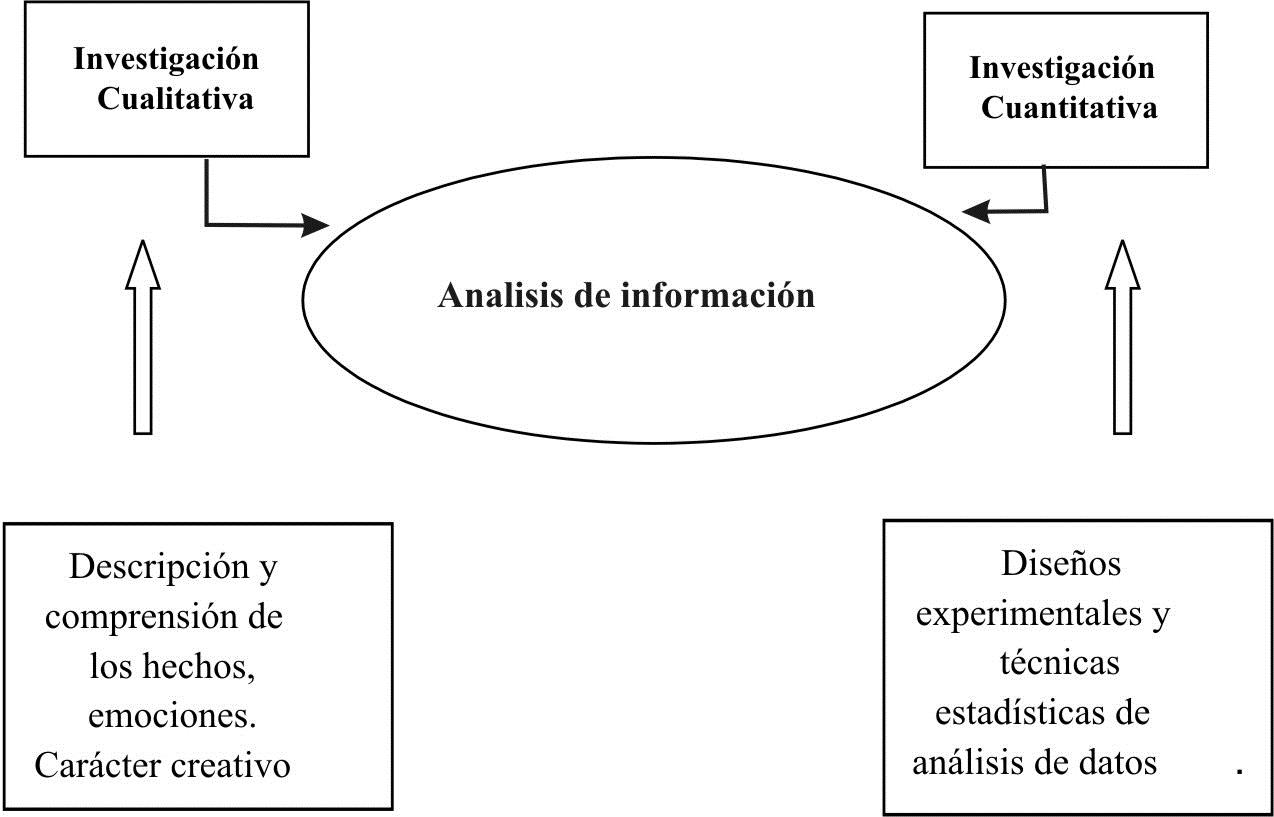 Investigación
Cualitativa
Investigación
Cuantitativa
Analisis de información
Descripción y
comprensión de
los hechos,
emociones.
Carácter creativo
Diseños
experimentales y
técnicas
estadísticas de
análisis de datos .